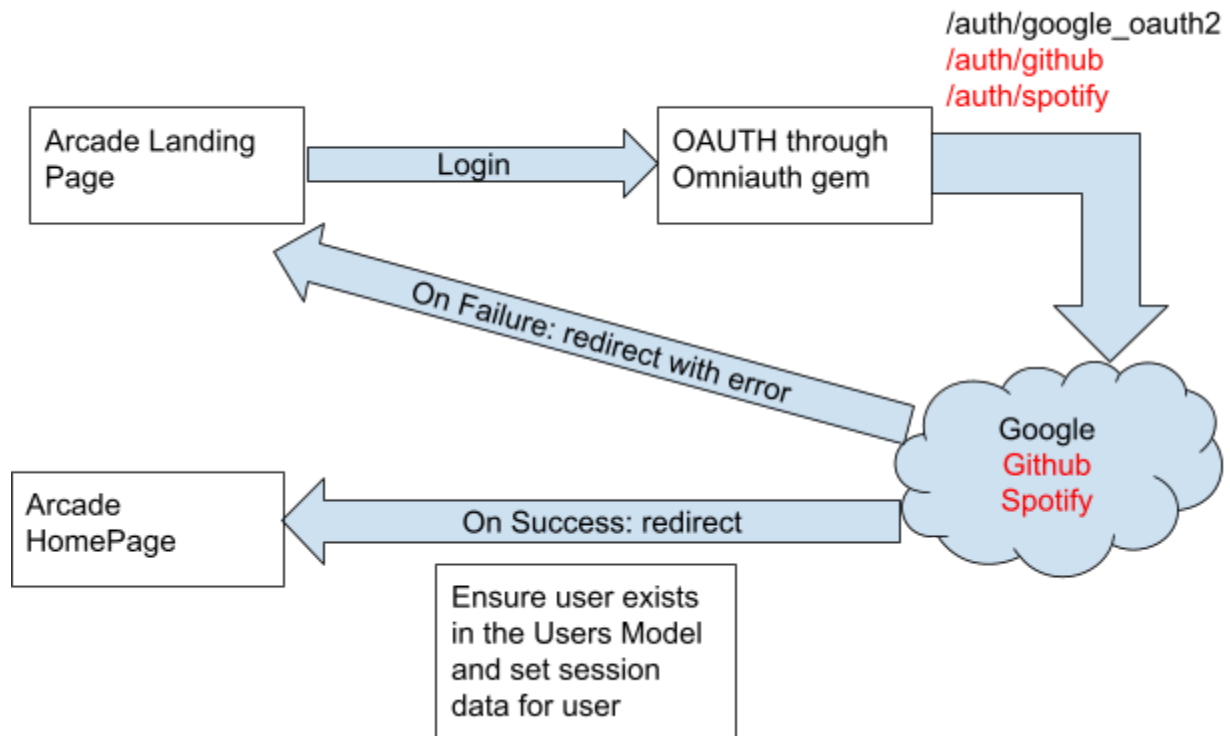 /auth/google_oauth2
/auth/github
/auth/spotify
Arcade Landing
Page
Login
OAUTH through
Omniauth gem
On Failure: redirect with error
Google
Github
Spotify
Arcade
HomePage
On Success: redirect
Ensure user exists
in the Users Model
and set session
data for user